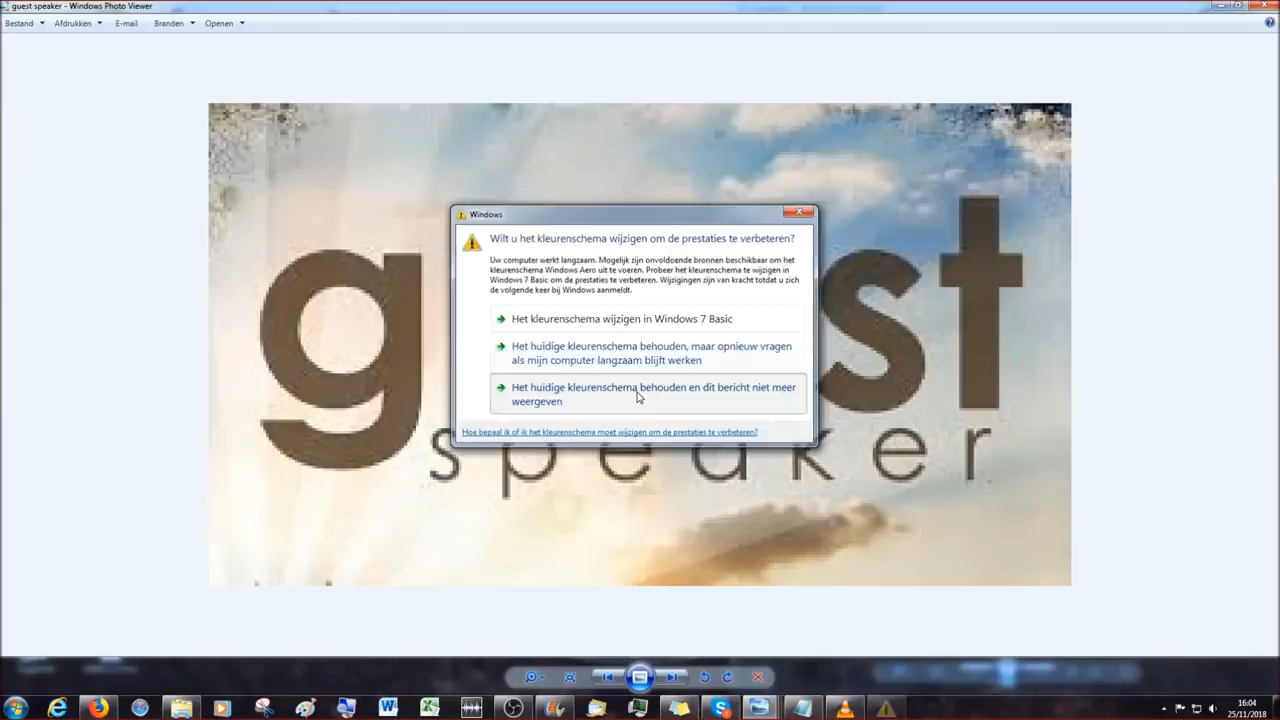 guest speaker - Windows Photo Viewer
Bestand Afdrukken E-mail Branden Openen
Windows
Wilt u het kleurenschema wijzigen om de prestaties te verbeteren?
Uw computer werkt langzaam. Mogelijk zijn onvoldoende bronnen beschikbaar om het
kleurenschema Windows Aero uit te voeren. Probeer het kleurenschema te wijzigen in
Windows 7 Basic om de prestaties te verbeteren. Wijzigingen zijn van kracht totdat u zich
de volgende keer bij Windows aanmeldt.
Het kleurenschema wijzigen in Windows 7 Basic
Het huidige kleurenschema behouden, maar opnieuw vragen
als mijn computer langzaam blijft werken
Het huidige kleurenschema behouden en dit bericht niet meer
weergeven
Hoe bepaal ik of ik het kleurenschema moet wijzigen om de prestaties te verbeteren?
g st
speaker
16:04
25/11/2018